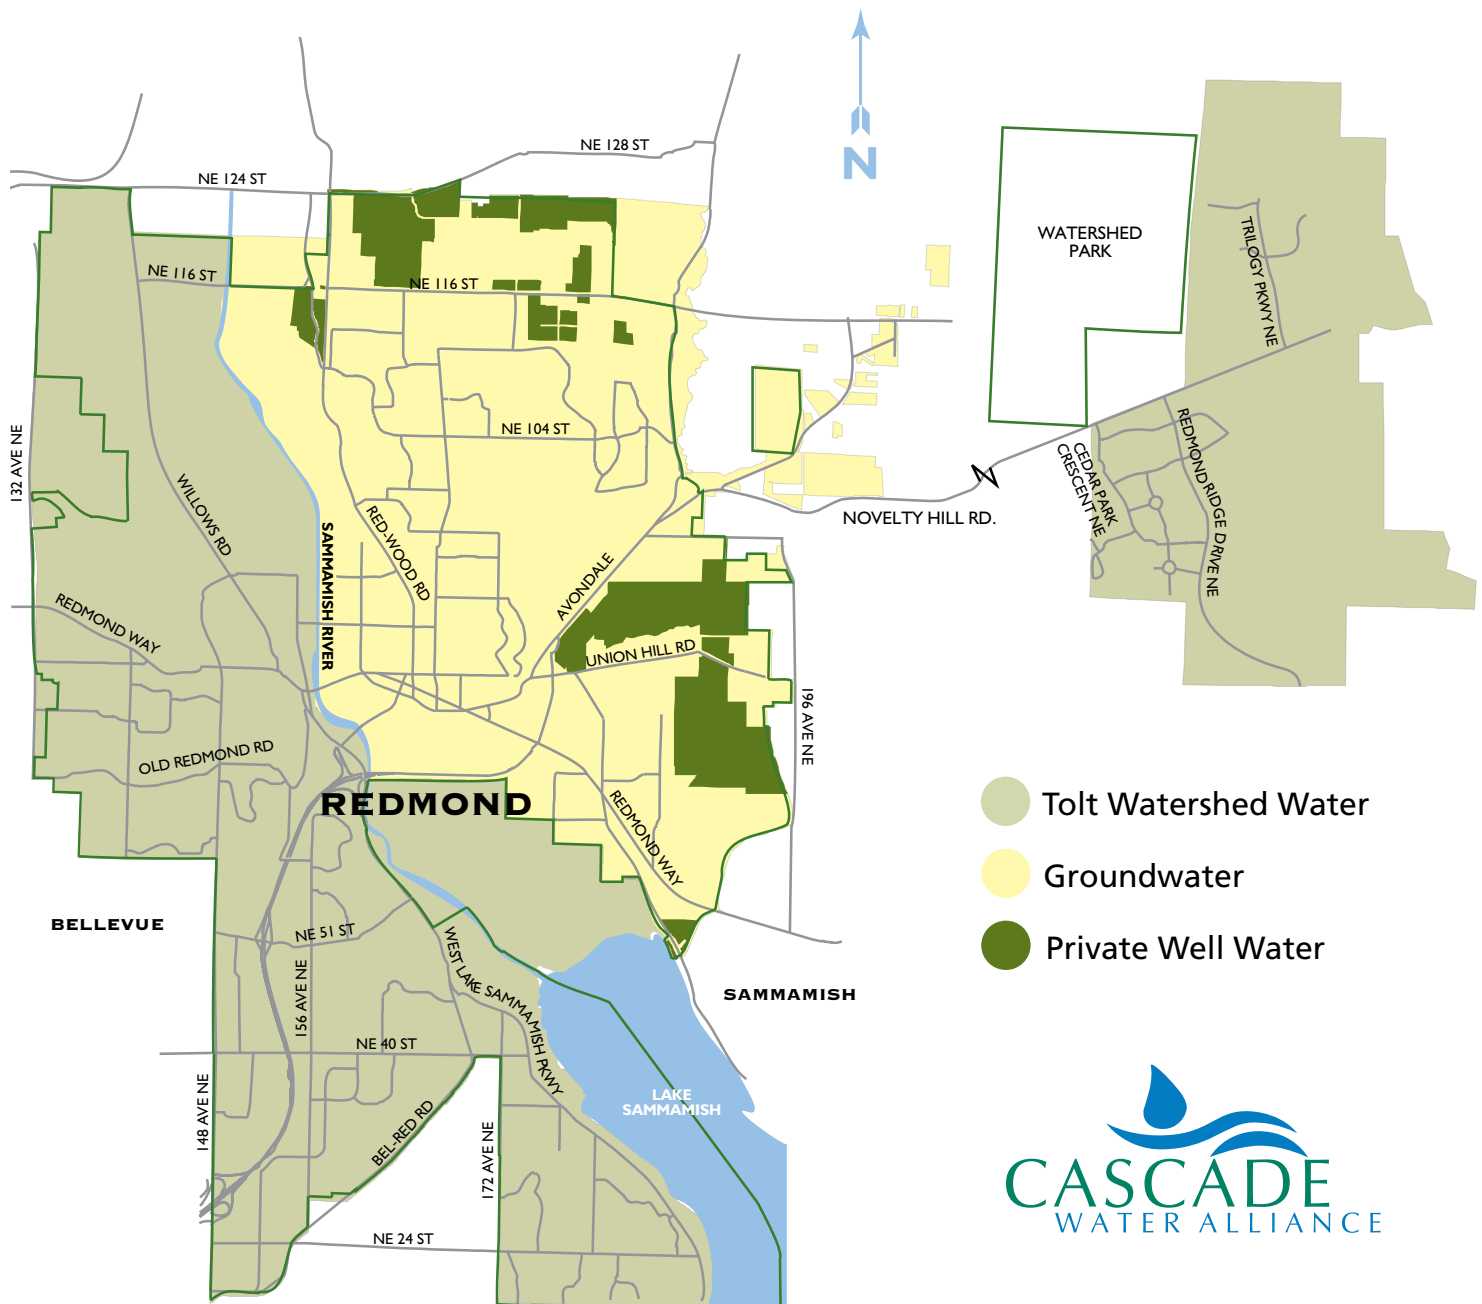 NE 128 ST
NE 124 ST
N
WATERSHED
PARK
TRILOGY PKWY NE
NE 116 ST
NE 116 ST
132 AVE NE
NE 104 ST
WILLOWS RD
SAMMAMISH RIVER
RED-WOOD RD
AVONDALE
NOVELTY HILL RD.
CEDAR PARK
CRESCENT NE
REDMOND RIDGE DRIVE NE
REDMOND WAY
UNION HILL RD
196 AVE NE
OLD REDMOND RD
REDMOND
REDMOND WAY
Tolt Watershed Water
Groundwater
Private Well Water
BELLEVUE
NE 51 ST
WEST LAKE SAMMAMISH PKWY
SAMMAMISH
156 AVE NE
NE 40 ST
148 AVE NE
BEL-RED RD
172 AVE NE
LAKE
SAMMAMISH
NE 24 ST
CASCADE
WATER ALLIANCE